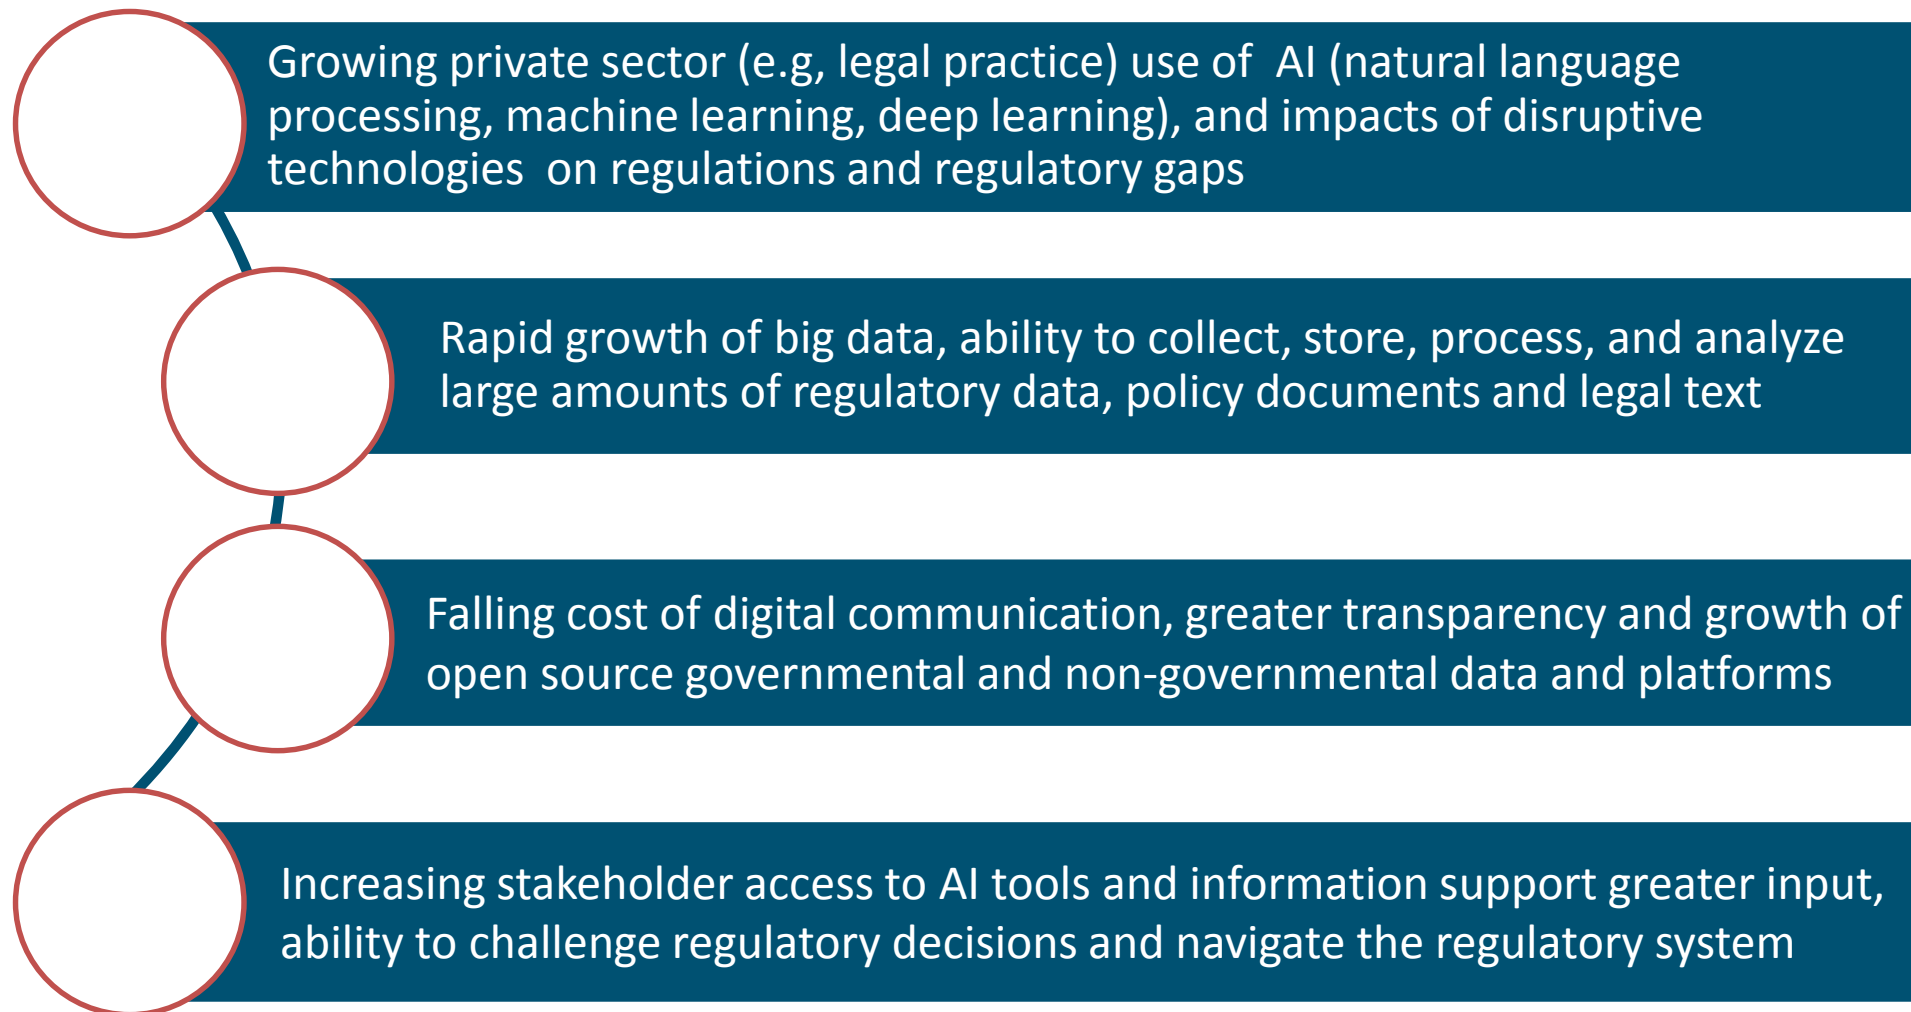 Growing private sector (e.g, legal practice) use of  AI (natural language
processing, machine learning, deep learning), and impacts of disruptive
technologies  on regulations and regulatory gaps
Rapid growth of big data, ability to collect, store, process, and analyze
large amounts of regulatory data, policy documents and legal text
Falling cost of digital communication, greater transparency and growth of
open source governmental and non-governmental data and platforms
Increasing stakeholder access to AI tools and information support greater input,
ability to challenge regulatory decisions and navigate the regulatory system